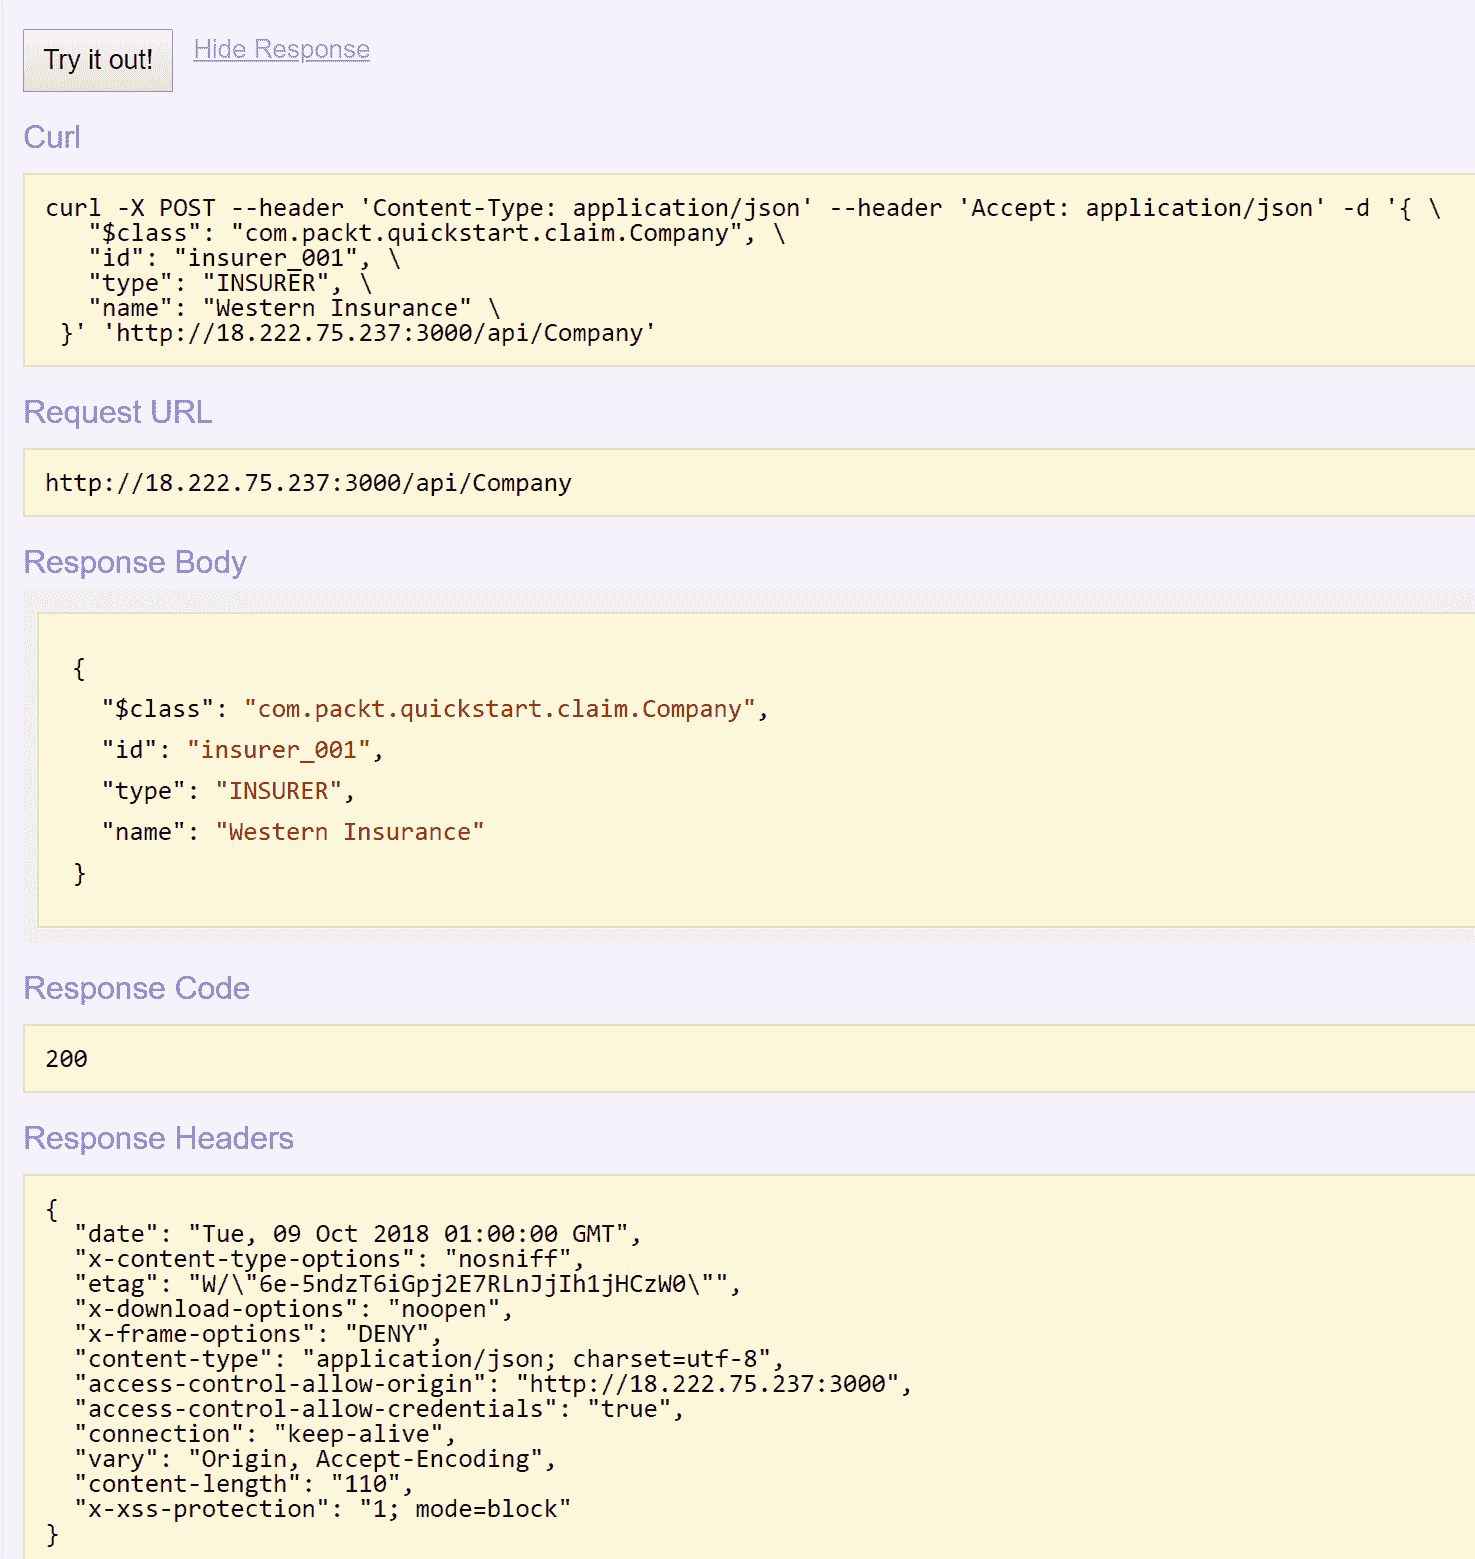 Try it out!
Hide Response
Curl
curl -X POST --header 'Content-Type: application/json' --header 'Accept: application/json' -d '{ \
"$class": "com.packt.quickstart.claim.Company", \
"id": "insurer_001", \
"type": "INSURER", \
"name": "Western Insurance" \
}' 'http://18.222.75.237:3000/api/Company'
Request URL
http://18.222.75.237:3000/api/Company
Response Body
{
"$class": "com.packt.quickstart.claim.Company",
"id": "insurer_001",
"type": "INSURER",
"name": "Western Insurance"
}
Response Code
200
Response Headers
{
"date": "Tue, 09 Oct 2018 01:00:00 GMT",
"x-content-type-options": "nosniff",
"etag": "W/\"6e-5ndzT6iGpj2E7RLnJjIh1jHCzW0\"",
"x-download-options": "noopen",
"x-frame-options": "DENY",
"content-type": "application/json; charset=utf-8",
"access-control-allow-origin": "http://18.222.75.237:3000",
"access-control-allow-credentials": "true",
"connection": "keep-alive",
"vary": "Origin, Accept-Encoding",
"content-length": "110",
"x-xss-protection": "1; mode=block"
}